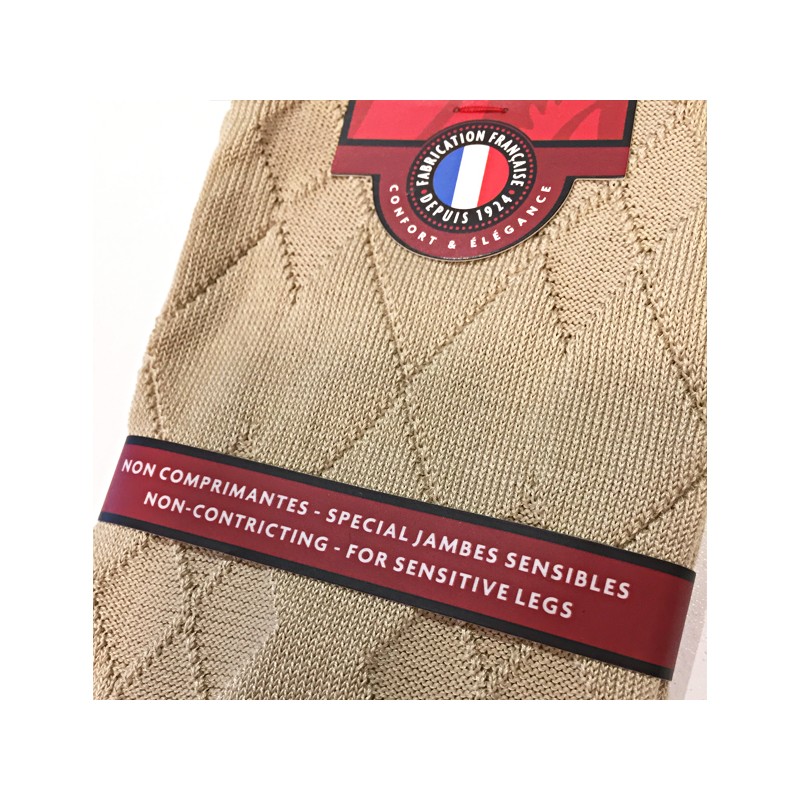 FABRICATION FRANÇAISE
• DEPUIS 1924 •
CONFORT & ÉLÉGANCE
NON COMPRIMANTES - SPECIAL JAMBES SENSIBLES
NON-CONTRICTING - FOR SENSITIVE LEGS